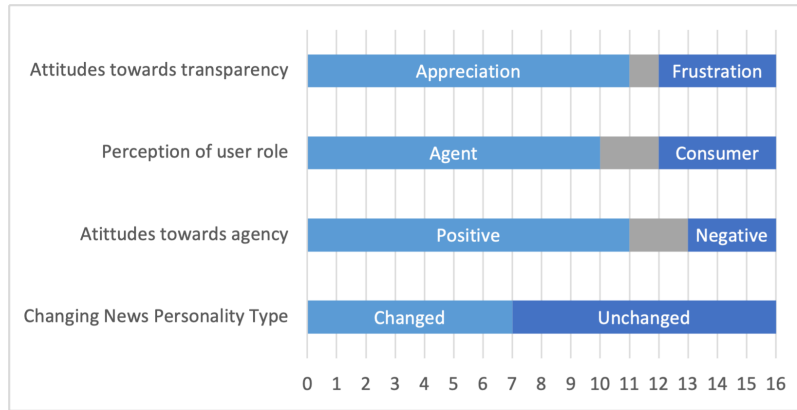 Attitudes towards transparency
Appreciation
Frustration
Perception of user role
Agent
Consumer
Atittudes towards agency
Positive
Negative
Changing News Personality Type
Changed
Unchanged
0 1 2 3 4 5 6 7 8 9 10 11 12 13 14 15 16